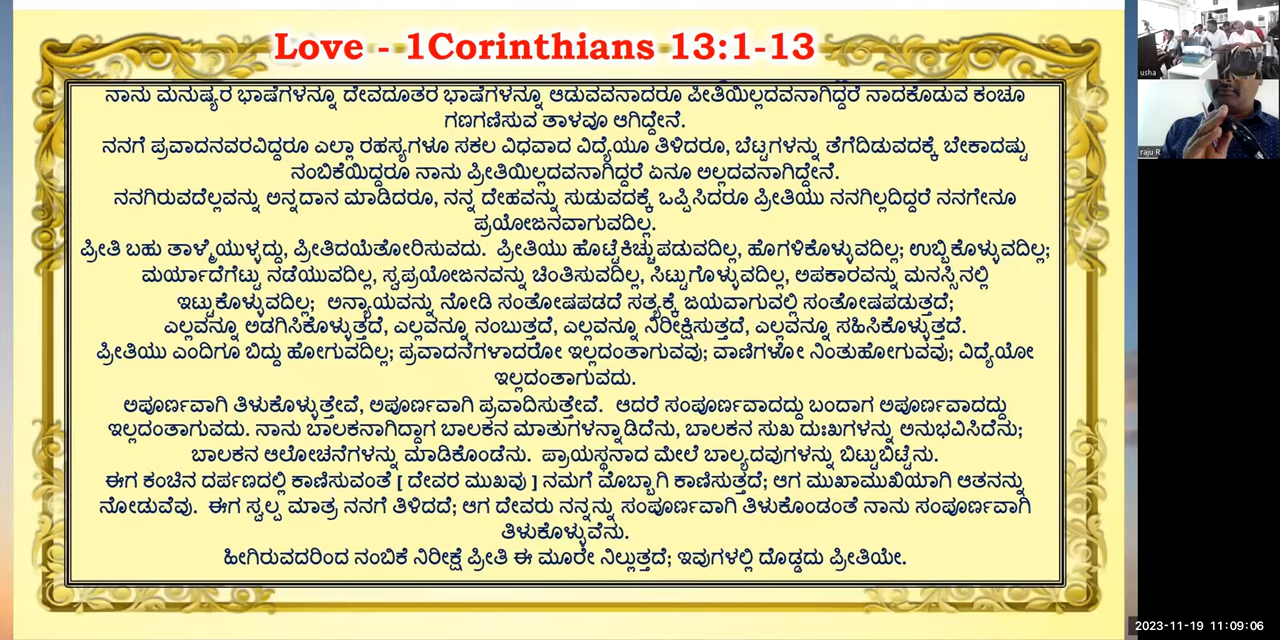 Love - 1Corinthians 13:1-13
ನಾನು ಮನುಷ್ಯರ ಭಾಷೆಗಳನ್ನೂ ದೇವದೂತರ ಭಾಷೆಗಳನ್ನೂ ಆಡುವವನಾದರೂ ಪೀತಿಯಿಲ್ಲದವನಾಗಿದ್ದರೆ ನಾದಕೊಡುವ ಕಂಚೂ
ಗಣಗಣಿಸುವ ತಾಳವೂ ಆಗಿದ್ದೇನೆ.
ನನಗೆ ಪ್ರವಾದನವರವಿದ್ದರೂ ಎಲ್ಲಾ ರಹಸ್ಯಗಳೂ ಸಕಲ ವಿಧವಾದ ವಿದ್ಯೆಯೂ ತಿಳಿದರೂ, ಬೆಟ್ಟಗಳನ್ನು ತೆಗೆದಿಡುವದಕ್ಕೆ ಬೇಕಾದಷ್ಟು
ನಂಬಿಕೆಯಿದ್ದರೂ ನಾನು ಪ್ರೀತಿಯಿಲ್ಲದವನಾಗಿದ್ದರೆ ಏನೂ ಅಲ್ಲದವನಾಗಿದ್ದೇನೆ.
ನನಗಿರುವದೆಲ್ಲವನ್ನು ಅನ್ನದಾನ ಮಾಡಿದರೂ, ನನ್ನ ದೇಹವನ್ನು ಸುಡುವದಕ್ಕೆ ಒಪ್ಪಿಸಿದರೂ ಪ್ರೀತಿಯು ನನಗಿಲ್ಲದಿದ್ದರೆ ನನಗೇನೂ
ಪ್ರಯೋಜನವಾಗುವದಿಲ್ಲ.
ಪ್ರೀತಿ ಬಹು ತಾಳ್ಮೆಯುಳ್ಳದ್ದು, ಪ್ರೀತಿದಯೆತೋರಿಸುವದು. ಪ್ರೀತಿಯು ಹೊಟ್ಟೆಕಿಚ್ಚುಪಡುವದಿಲ್ಲ, ಹೊಗಳಿಕೊಳ್ಳುವದಿಲ್ಲ; ಉಬ್ಬಿಕೊಳ್ಳುವದಿಲ್ಲ;
ಮರ್ಯಾದೆಗೆಟ್ಟು ನಡೆಯುವದಿಲ್ಲ, ಸ್ವಪ್ರಯೋಜನವನ್ನು ಚಿಂತಿಸುವದಿಲ್ಲ, ಸಿಟ್ಟುಗೊಳ್ಳುವದಿಲ್ಲ, ಅಪಕಾರವನ್ನು ಮನಸ್ಸಿನಲ್ಲಿ
ಇಟ್ಟುಕೊಳ್ಳುವದಿಲ್ಲ; ಅನ್ಯಾಯವನ್ನು ನೋಡಿ ಸಂತೋಷಪಡದೆ ಸತ್ಯಕ್ಕೆ ಜಯವಾಗುವಲ್ಲಿ ಸಂತೋಷಪಡುತ್ತದೆ;
ಎಲ್ಲವನ್ನೂ ಅಡಗಿಸಿಕೊಳ್ಳುತ್ತದೆ, ಎಲ್ಲವನ್ನೂ ನಂಬುತ್ತದೆ, ಎಲ್ಲವನ್ನೂ ನಿರೀಕ್ಷಿಸುತ್ತದೆ, ಎಲ್ಲವನ್ನೂ ಸಹಿಸಿಕೊಳ್ಳುತ್ತದೆ.
ಪ್ರೀತಿಯು ಎಂದಿಗೂ ಬಿದ್ದು ಹೋಗುವದಿಲ್ಲ; ಪ್ರವಾದನೆಗಳಾದರೋ ಇಲ್ಲದಂತಾಗುವವು; ವಾಣಿಗಳೋ ನಿಂತುಹೋಗುವವು; ವಿದ್ಯೆಯೋ
ಇಲ್ಲದಂತಾಗುವದು.
ಅಪೂರ್ಣವಾಗಿ ತಿಳುಕೊಳ್ಳುತ್ತೇವೆ, ಅಪೂರ್ಣವಾಗಿ ಪ್ರವಾದಿಸುತ್ತೇವೆ. ಆದರೆ ಸಂಪೂರ್ಣವಾದದ್ದು ಬಂದಾಗ ಅಪೂರ್ಣವಾದದ್ದು
ಇಲ್ಲದಂತಾಗುವದು. ನಾನು ಬಾಲಕನಾಗಿದ್ದಾಗ ಬಾಲಕನ ಮಾತುಗಳನ್ನಾಡಿದೆನು, ಬಾಲಕನ ಸುಖ ದುಃಖಗಳನ್ನು ಅನುಭವಿಸಿದೆನು;
ಬಾಲಕನ ಆಲೋಚನೆಗಳನ್ನು ಮಾಡಿಕೊಂಡೆನು. ಪ್ರಾಯಸ್ಥನಾದ ಮೇಲೆ ಬಾಲ್ಯದವುಗಳನ್ನು ಬಿಟ್ಟುಬಿಟ್ಟೆನು.
ಈಗ ಕಂಚಿನ ದರ್ಪಣದಲ್ಲಿ ಕಾಣಿಸುವಂತೆ [ ದೇವರ ಮುಖವು ] ನಮಗೆ ಮೊಬ್ಬಾಗಿ ಕಾಣಿಸುತ್ತದೆ; ಆಗ ಮುಖಾಮುಖಿಯಾಗಿ ಆತನನ್ನು
ನೋಡುವೆವು. ಈಗ ಸ್ವಲ್ಪ ಮಾತ್ರ ನನಗೆ ತಿಳಿದದೆ; ಆಗ ದೇವರು ನನ್ನನ್ನು ಸಂಪೂರ್ಣವಾಗಿ ತಿಳುಕೊಂಡಂತೆ ನಾನು ಸಂಪೂರ್ಣವಾಗಿ
ತಿಳುಕೊಳ್ಳುವೆನು.
ಹೀಗಿರುವದರಿಂದ ನಂಬಿಕೆ ನಿರೀಕ್ಷೆ ಪ್ರೀತಿ ಈ ಮೂರೇ ನಿಲ್ಲುತ್ತದೆ; ಇವುಗಳಲ್ಲಿ ದೊಡ್ಡದು ಪ್ರೀತಿಯೇ.
usha
raju R
2023-11-19 11:09:06